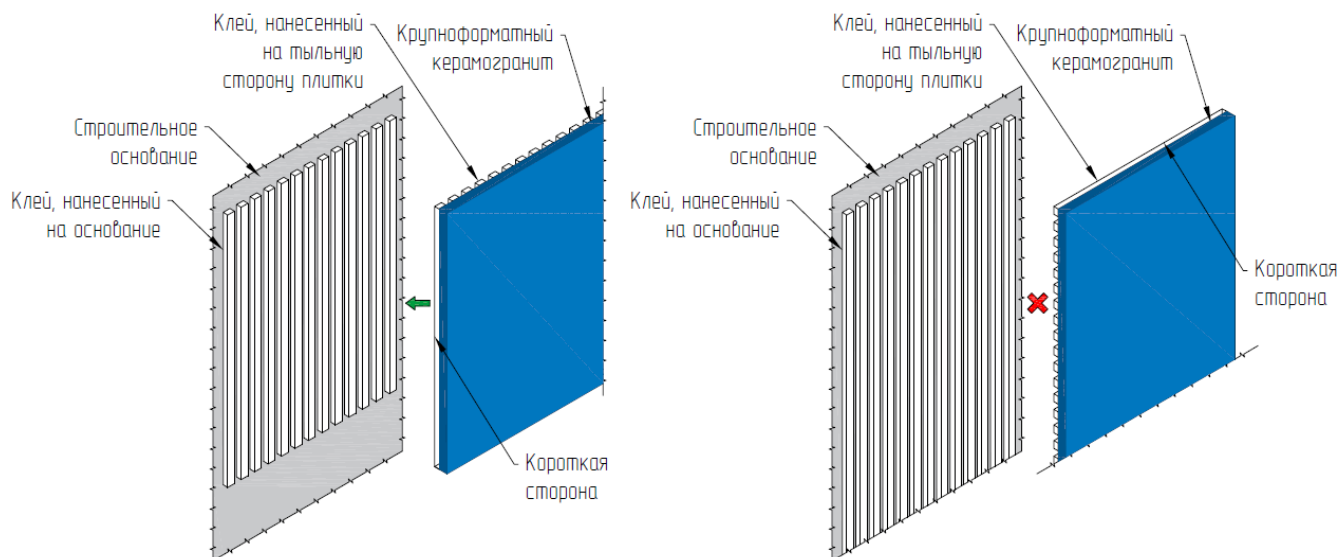 Клей, нанесенный
на тыльную
сторону плитки
Крупноформатный
керамогранит
Строительное
основание
Клей, нанесенный
на основание
Короткая
сторона
Клей, нанесенный
на тыльную
сторону плитки
Крупноформатный
керамогранит
Строительное
основание
Клей, нанесенный
на основание
Короткая
сторона